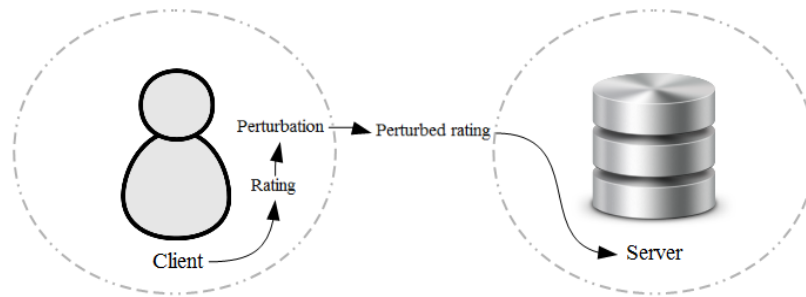 Perturbation
Perturbed rating
Rating
Client
Server